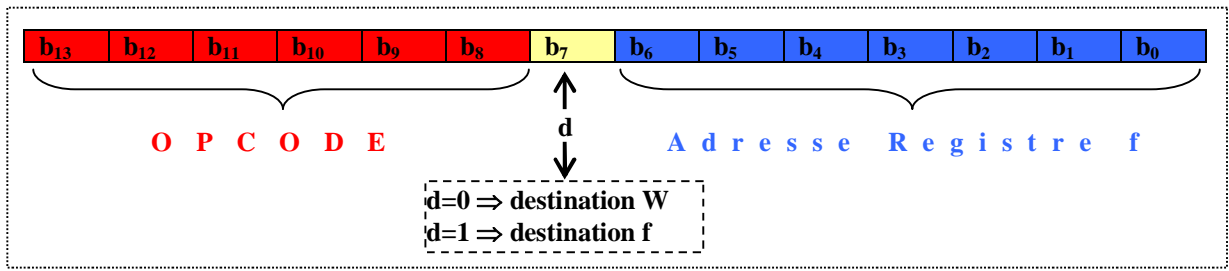 b13 b12 b11 b10 b9 b8 b7 b6 b5 b4 b3 b2 b1 b0
O P C O D E
d
A d r e s s e R e g i s t r e f
d=0 ⇒ destination W
d=1 ⇒ destination f